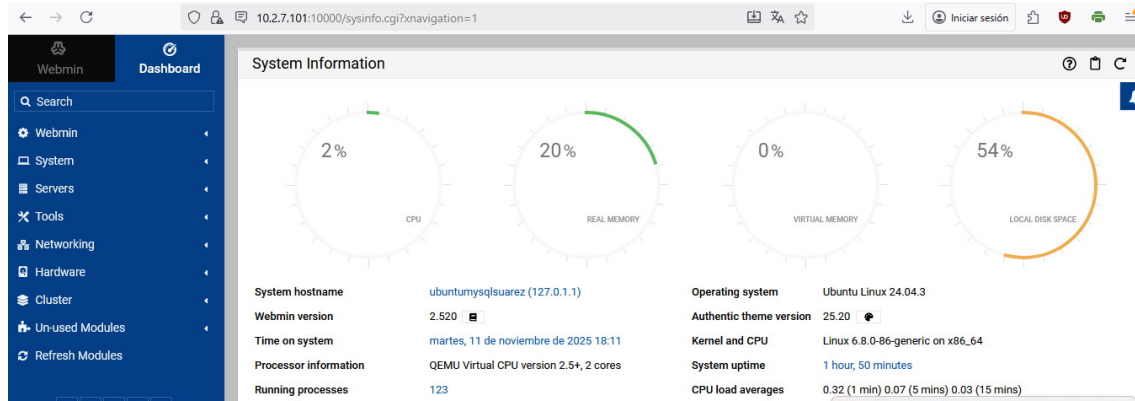 10.2.7.101:10000/sysinfo.cgi?xnavigation=1
Iniciar sesión
Webmin
Dashboard
Search
Webmin
System
Servers
Tools
Networking
Hardware
Cluster
Un-used Modules
Refresh Modules
System Information
2%
CPU
20%
REAL MEMORY
0%
VIRTUAL MEMORY
54%
LOCAL DISK SPACE
System hostname ubuntumysqlsuarez (127.0.1.1) Operating system Ubuntu Linux 24.04.3
Webmin version 2.520 Authentic theme version 25.20
Time on system martes, 11 de noviembre de 2025 18:11 Kernel and CPU Linux 6.8.0-86-generic on x86_64
Processor information QEMU Virtual CPU version 2.5+, 2 cores System uptime 1 hour, 50 minutes
Running processes 123 CPU load averages 0.32 (1 min) 0.07 (5 mins) 0.03 (15 mins)